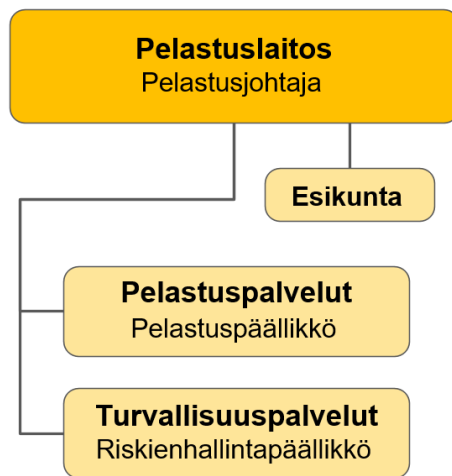 Pelastuslaitos
Pelastusjohtaja
Esikunta
Pelastuspalvelut
Pelastuspäällikkö
Turvallisuuspalvelut
Riskienhallintapäällikkö